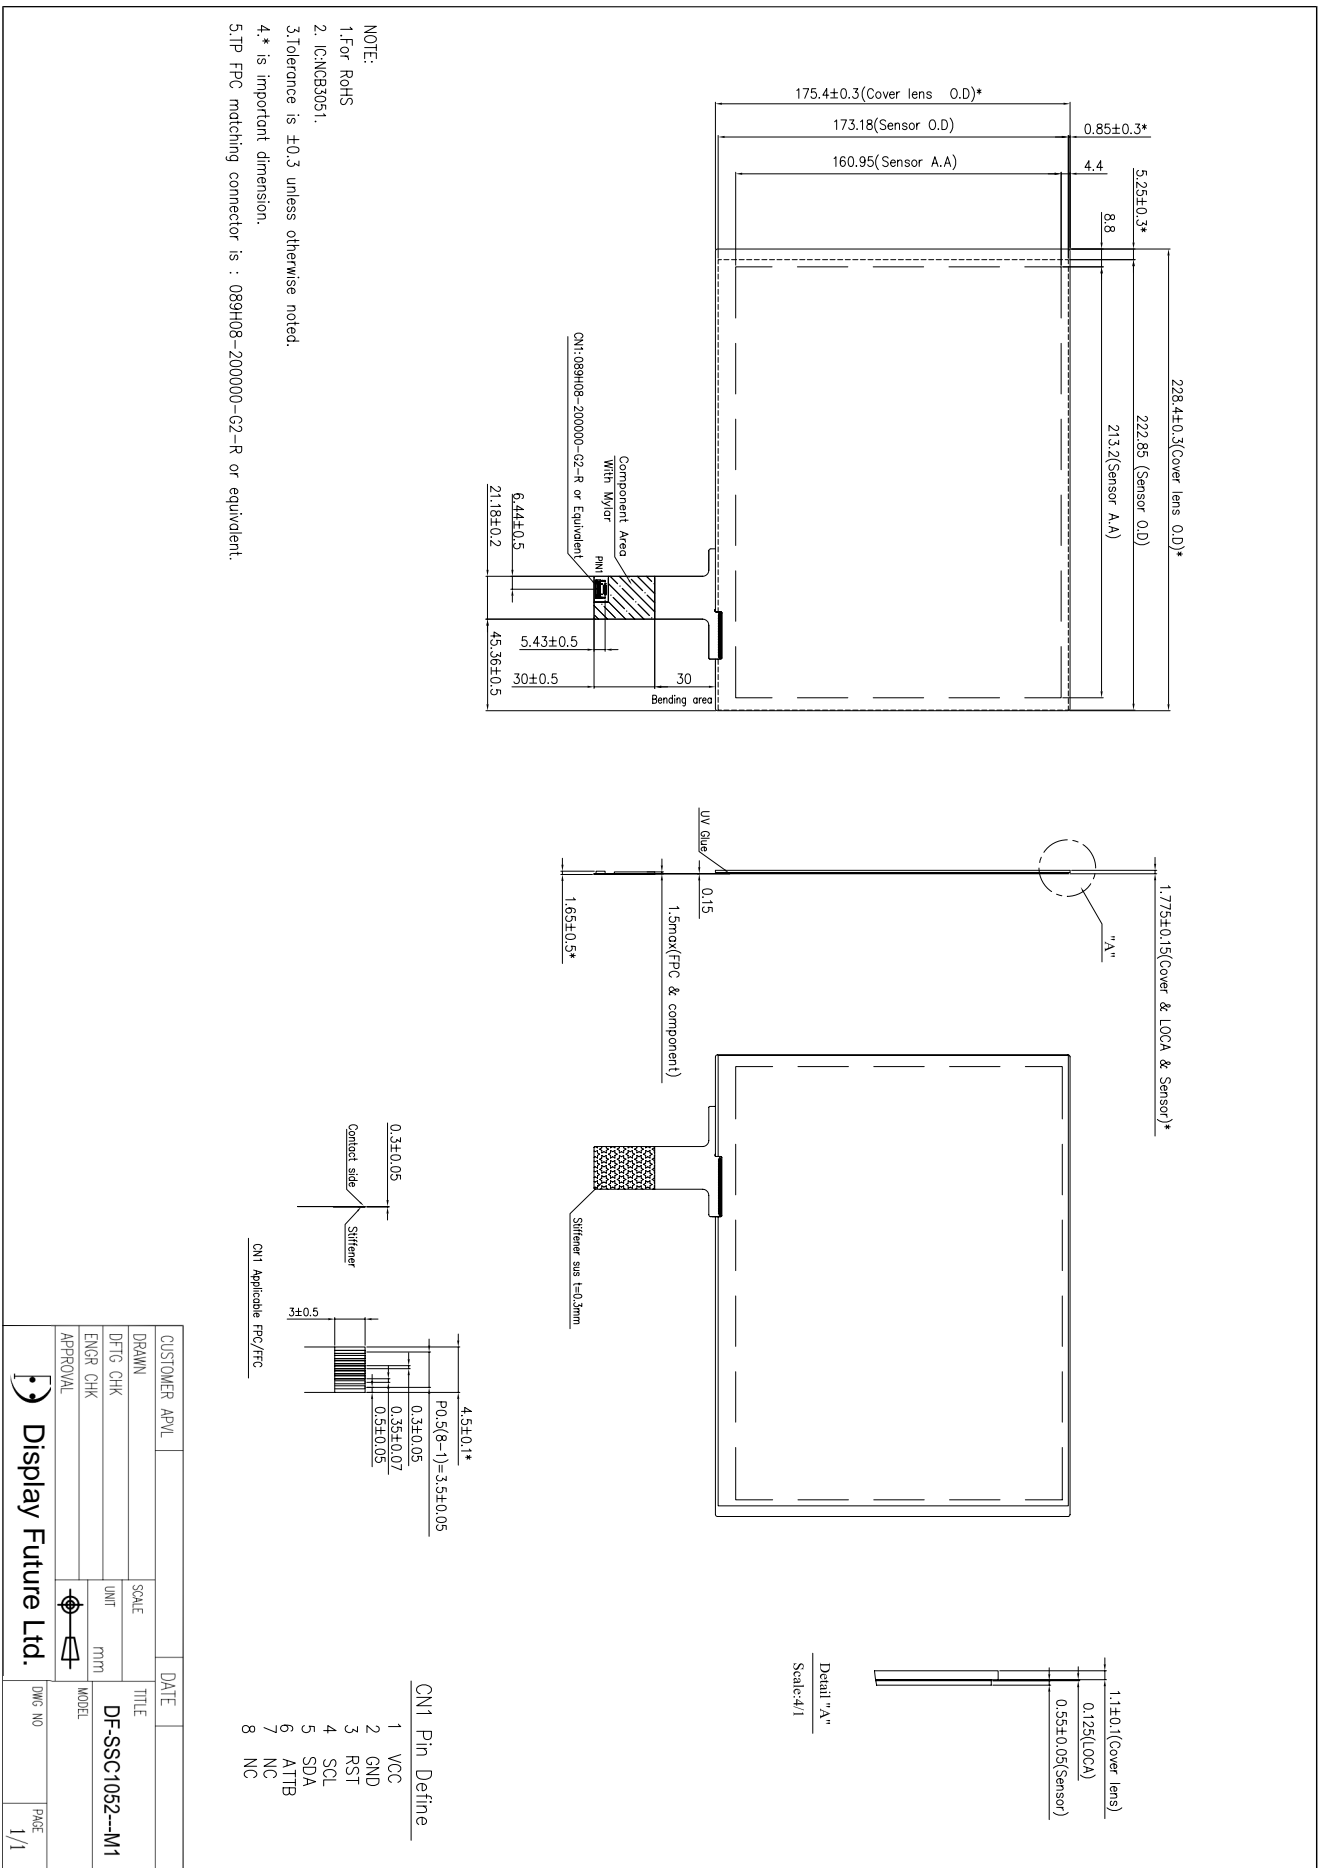 175.4±0.3(Cover lens O.D)*
173.18(Sensor O.D)
160.95(Sensor A.A)
0.85±0.3*
4.4
5.25±0.3*
8.8
228.4±0.3(Cover lens O.D)*
222.85 (Sensor O.D)
213.2(Sensor A.A)
CN1:089H08-200000-G2-R or Equivalent
Component Area
With Mylar
PIN1
6.44±0.5
21.18±0.2
45.36±0.5
5.43±0.5
30±0.5
30
Bending area
1.775±0.15(Cover & LOCA & Sensor)*
"A"
UV Glue
0.15
1.5max(FPC & component)
1.65±0.5*
Stiffener sus t=0.3mm
1.1±0.1(Cover lens)
0.125(LOCA)
0.55±0.05(Sensor)
Detail "A"
Scale:4/1
0.3±0.05
Contact side
Stiffener
CN1 Applicable FPC/FFC
3±0.5
4.5±0.1*
P0.5(8-1)=3.5±0.05
0.3±0.05
0.35±0.07
0.5±0.05
CN1 Pin Define
1 VCC
2 GND
3 RST
4 SCL
5 SDA
6 ATTB
7 NC
8 NC
NOTE:
1.For RoHS
2. IC:NCB3051.
3.Tolerance is ±0.3 unless otherwise noted.
4.* is important dimension.
5.TP FPC matching connector is : 089H08-200000-G2-R or equivalent.
CUSTOMER APVL
DATE
DRAWN
SCALE
TITLE
DFTG CHK
UNIT
mm
DF-SSC1052---M1
ENGR CHK
APPROVAL
MODEL
Display Future Ltd.
DWG NO
PAGE
1/1